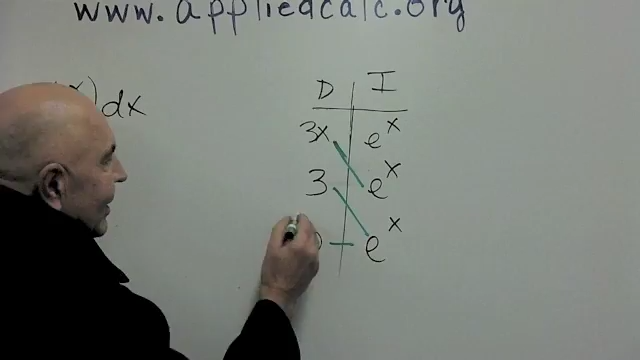 www.appliedcalc.org
x) dx
D I
3x e^x
3 e^x
e^x